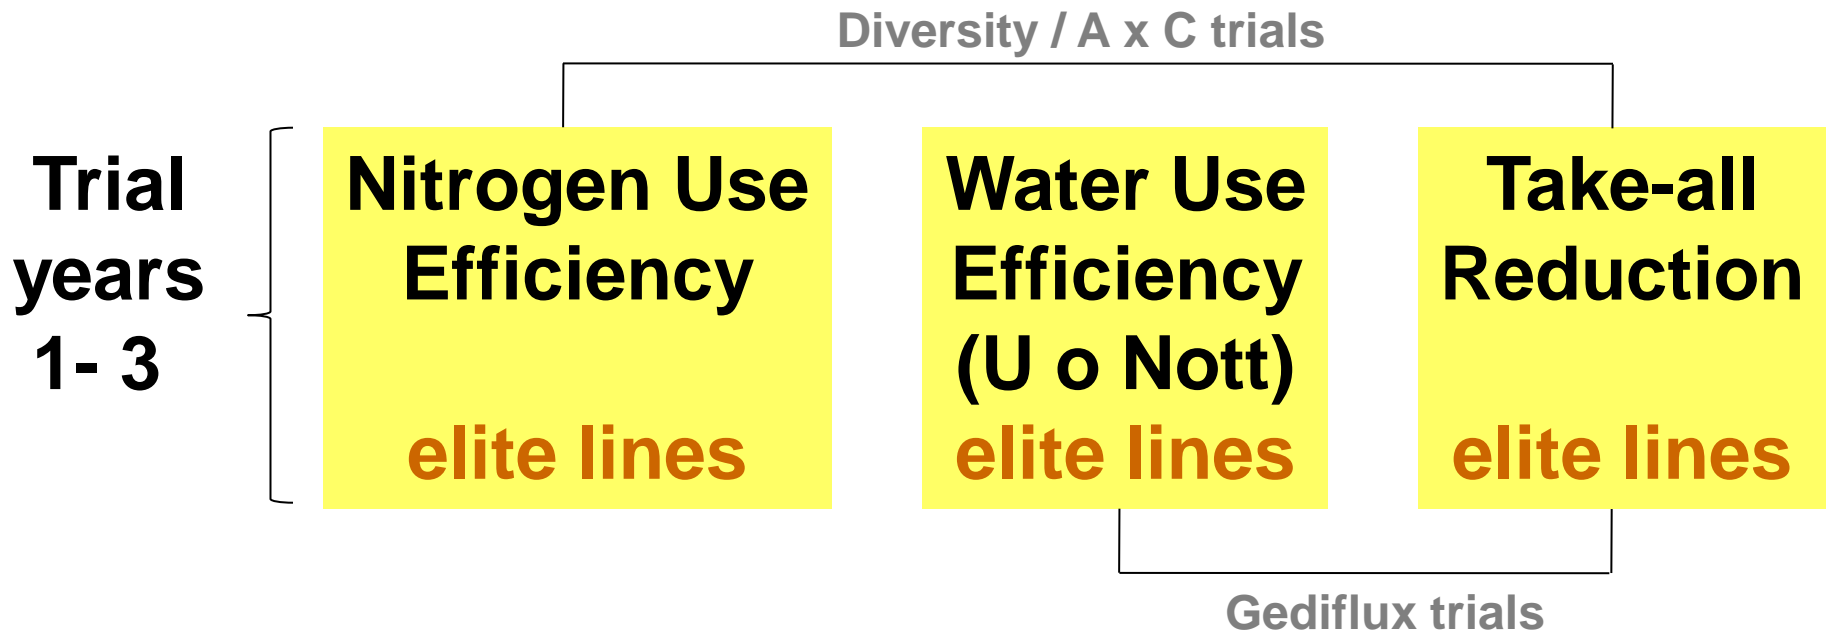 Diversity / A x C trials
Trial
years
1- 3
Nitrogen Use
Efficiency
elite lines
Water Use
Efficiency
(U o Nott)
elite lines
Take-all
Reduction
elite lines
Gediflux trials